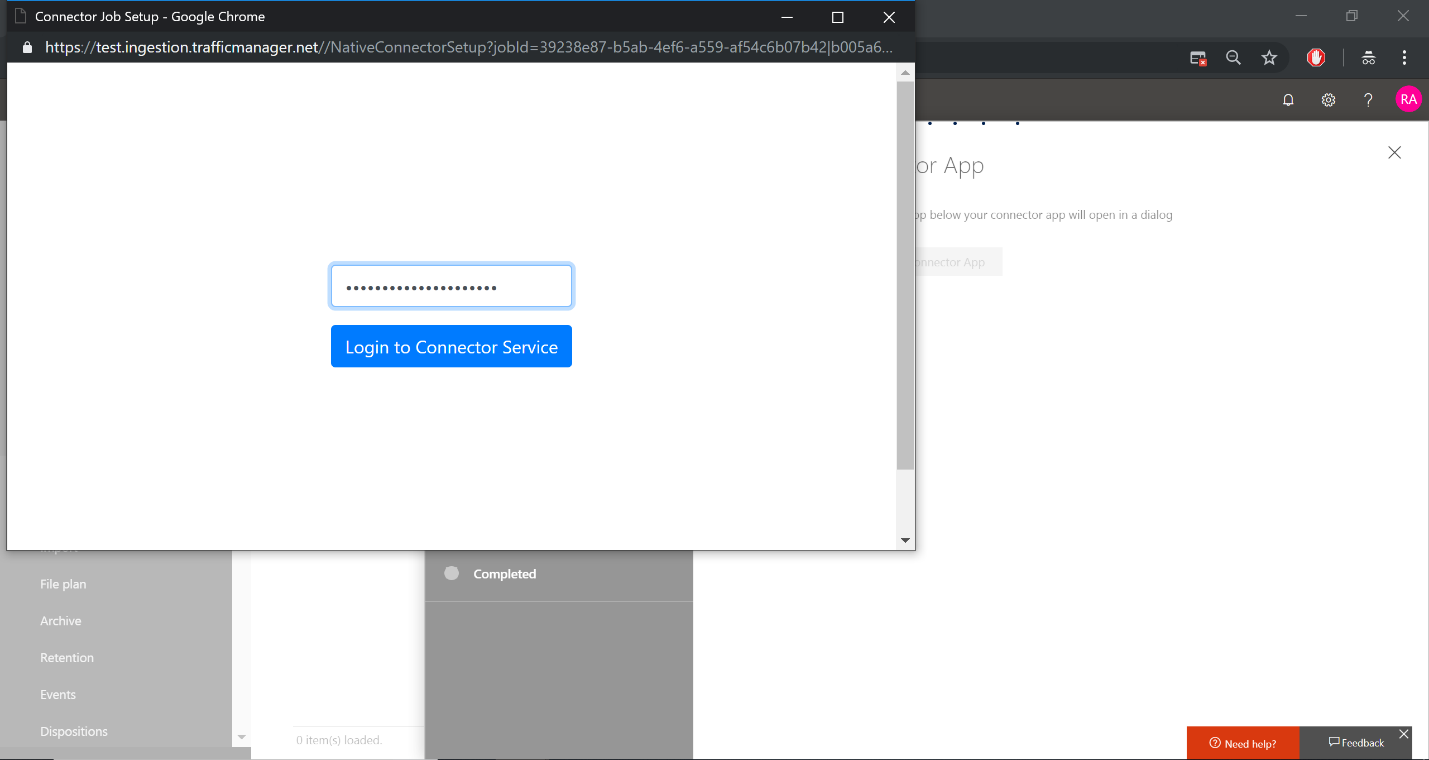 Connector Job Setup - Google Chrome
https://test.ingestion.trafficmanager.net//NativeConnectorSetup?jobId=39238e87-b5ab-4ef6-a559-af54c6b07b42|b005a6...
RA
or App
op below your connector app will open in a dialog
onnector App
•••••••••••••••••••••
Login to Connector Service
Completed
File plan
Archive
Retention
Events
Dispositions
0 item(s) loaded.
Need help?
Feedback